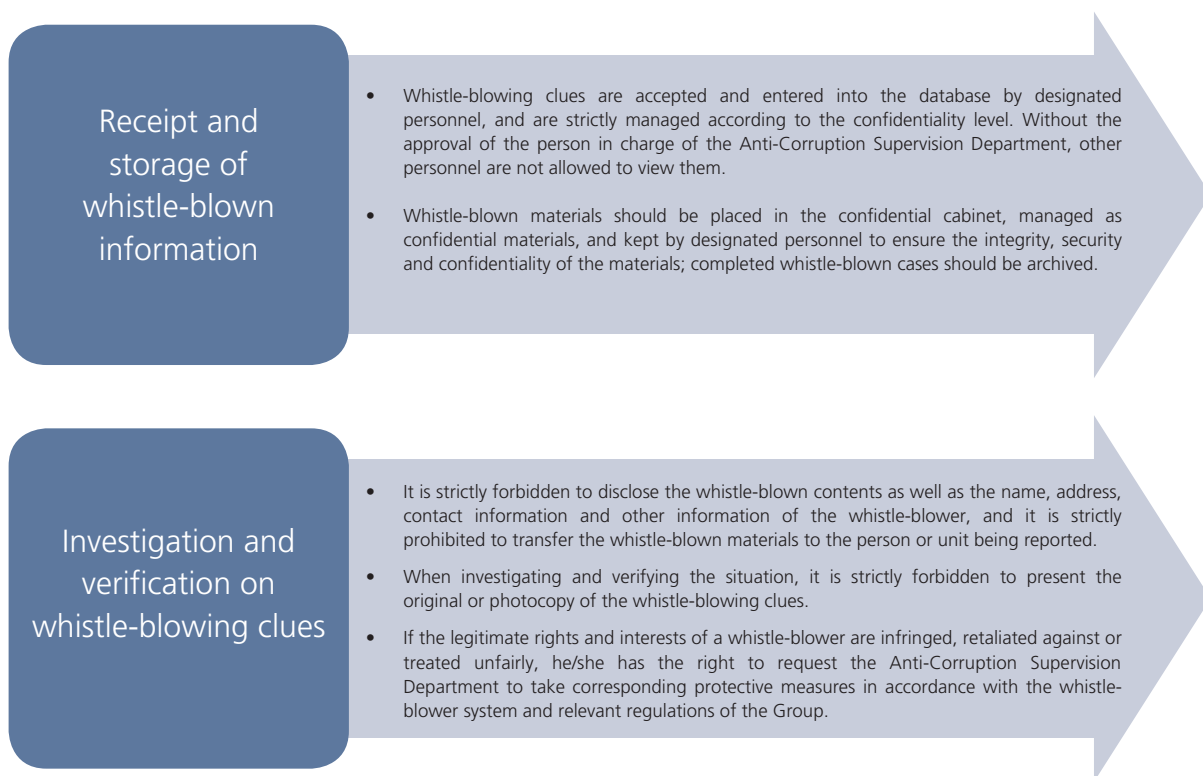 Receipt and
storage of
whistle-blown
information
• Whistle-blowing clues are accepted and entered into the database by designated
personnel, and are strictly managed according to the confidentiality level. Without the
approval of the person in charge of the Anti-Corruption Supervision Department, other
personnel are not allowed to view them.
• Whistle-blown materials should be placed in the confidential cabinet, managed as
confidential materials, and kept by designated personnel to ensure the integrity, security
and confidentiality of the materials; completed whistle-blown cases should be archived.
Investigation and
verification on
whistle-blowing clues
• It is strictly forbidden to disclose the whistle-blown contents as well as the name, address,
contact information and other information of the whistle-blower, and it is strictly
prohibited to transfer the whistle-blown materials to the person or unit being reported.
• When investigating and verifying the situation, it is strictly forbidden to present the
original or photocopy of the whistle-blowing clues.
• If the legitimate rights and interests of a whistle-blower are infringed, retaliated against or
treated unfairly, he/she has the right to request the Anti-Corruption Supervision
Department to take corresponding protective measures in accordance with the whistle-
blower system and relevant regulations of the Group.